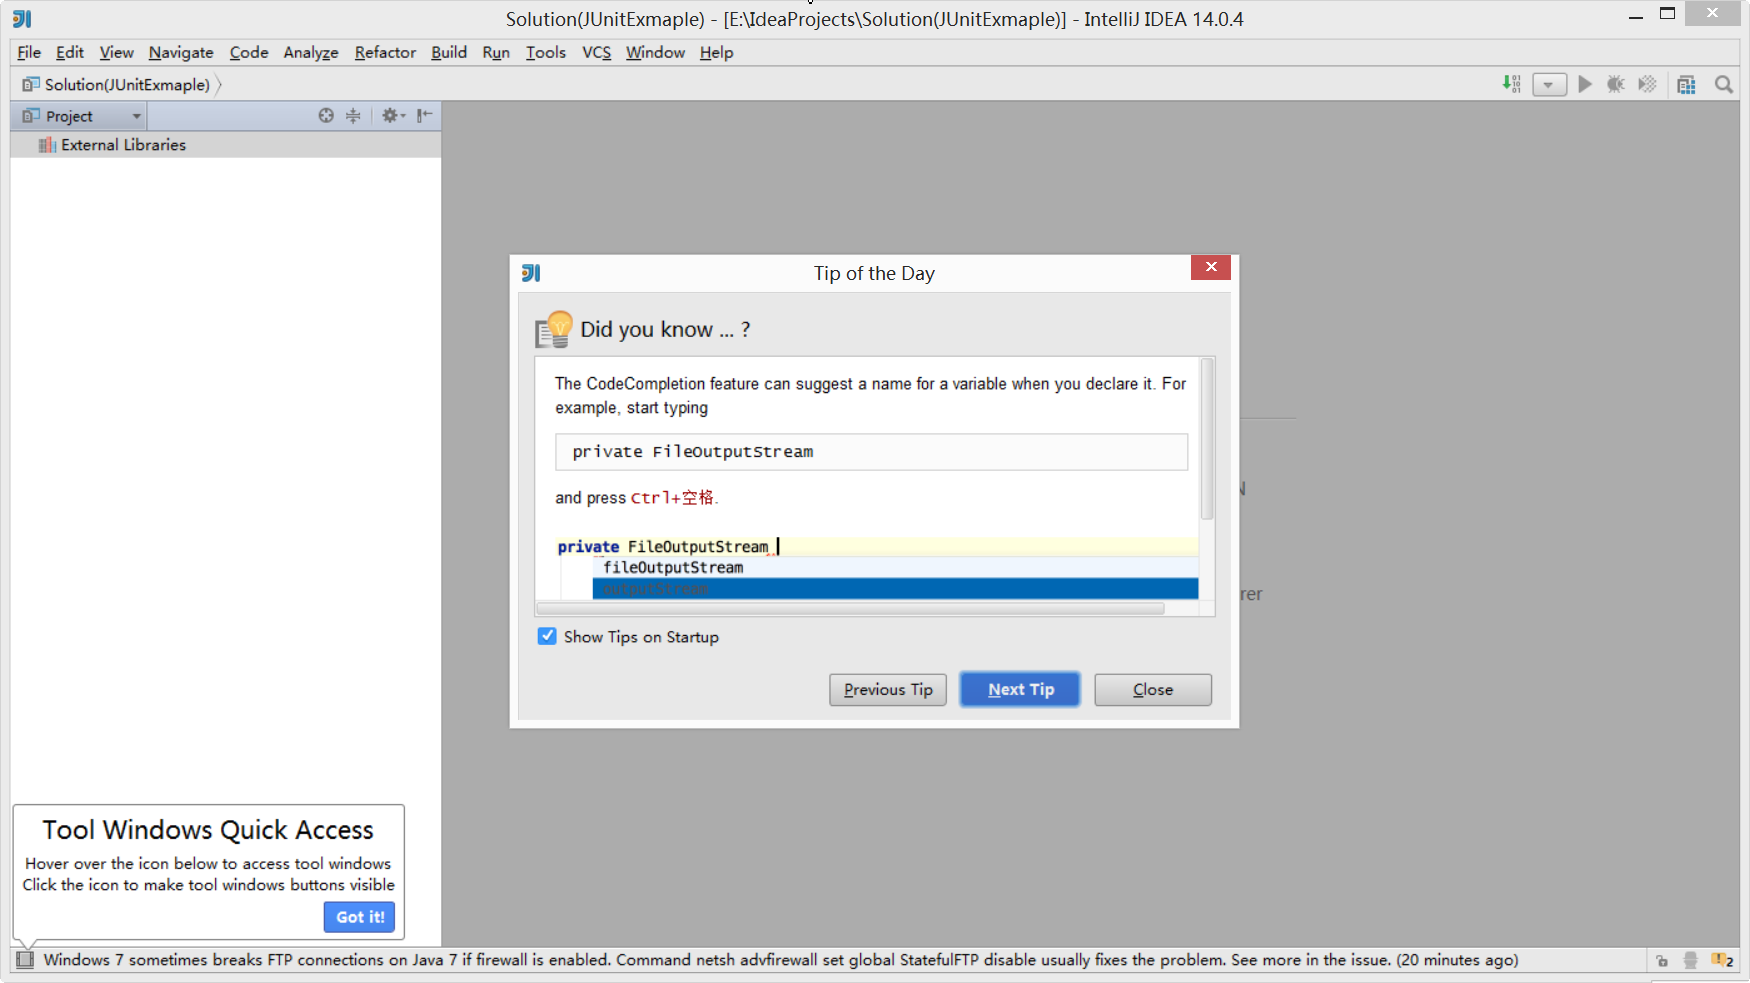 Solution(JUnitExmaple) - [E:\IdeaProjects\Solution(JUnitExmaple)] - IntelliJ IDEA 14.0.4
File Edit View Navigate Code Analyze Refactor Build Run Tools VCS Window Help
Solution(JUnitExmaple)
Project
External Libraries
Tip of the Day
Did you know ... ?
The CodeCompletion feature can suggest a name for a variable when you declare it. For
example, start typing
private FileOutputStream
and press Ctrl+空格.
private FileOutputStream
fileOutputStream
outputStream
Show Tips on Startup
Previous Tip Next Tip Close
Tool Windows Quick Access
Hover over the icon below to access tool windows
Click the icon to make tool windows buttons visible
Got it!
Windows 7 sometimes breaks FTP connections on Java 7 if firewall is enabled. Command netsh advfirewall set global StatefulFTP disable usually fixes the problem. See more in the issue. (20 minutes ago)
2